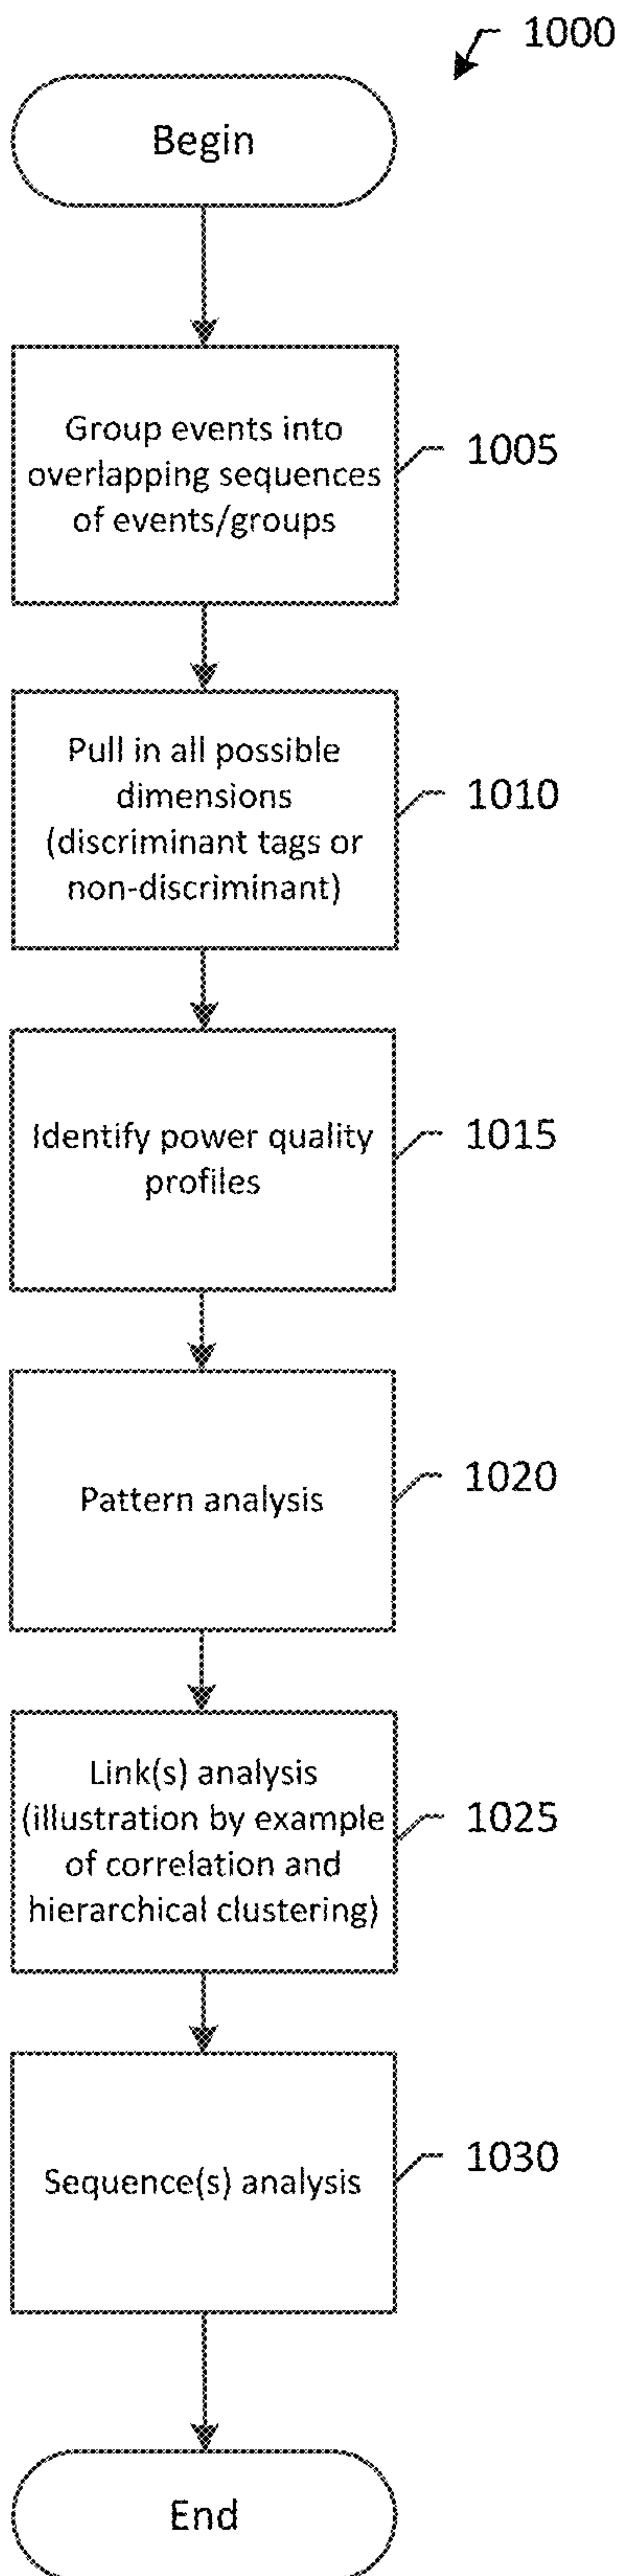 1000
Begin
Group events into
overlapping sequences
of events/groups
1005
Pull in all possible
dimensions
(discriminant tags or
non-discriminant)
1010
Identify power quality
profiles
1015
Pattern analysis
1020
Link(s) analysis
(illustration by example
of correlation and
hierarchical clustering)
1025
Sequence(s) analysis
1030
End